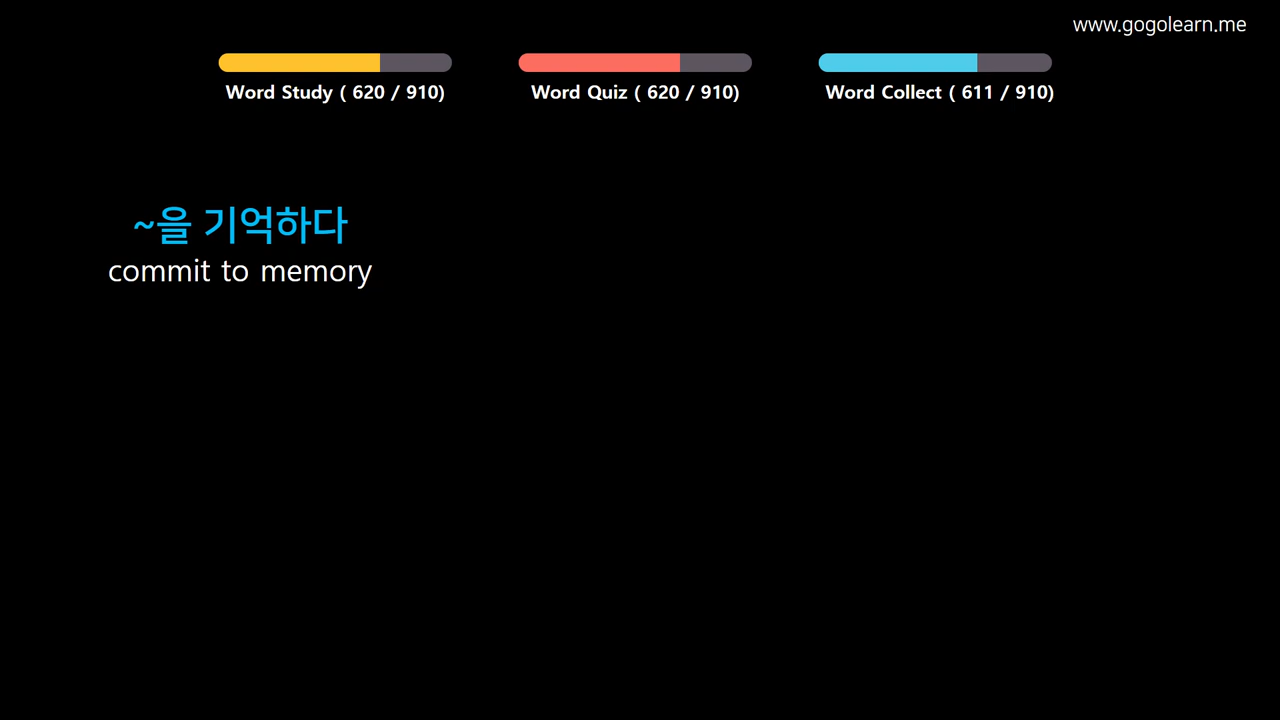 www.gogolearn.me
Word Study ( 620 / 910)
Word Quiz ( 620 / 910)
Word Collect ( 611 / 910)
~을 기억하다
commit to memory